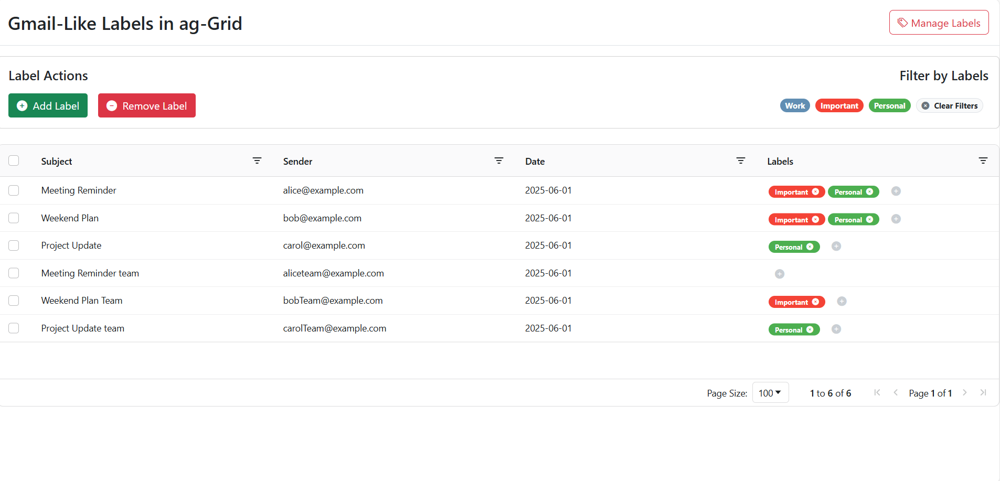 Gmail-Like Labels in ag-Grid
Manage Labels
Label Actions
Filter by Labels
Add Label Remove Label
Work Important Personal Clear Filters
Subject Sender Date Labels
Meeting Reminder alice@example.com 2025-06-01 Important Personal
Weekend Plan bob@example.com 2025-06-01 Important Personal
Project Update carol@example.com 2025-06-01 Personal
Meeting Reminder team aliceteam@example.com 2025-06-01
Weekend Plan Team bobTeam@example.com 2025-06-01 Important
Project Update team carolTeam@example.com 2025-06-01 Personal
Page Size: 100 1 to 6 of 6 Page 1 of 1